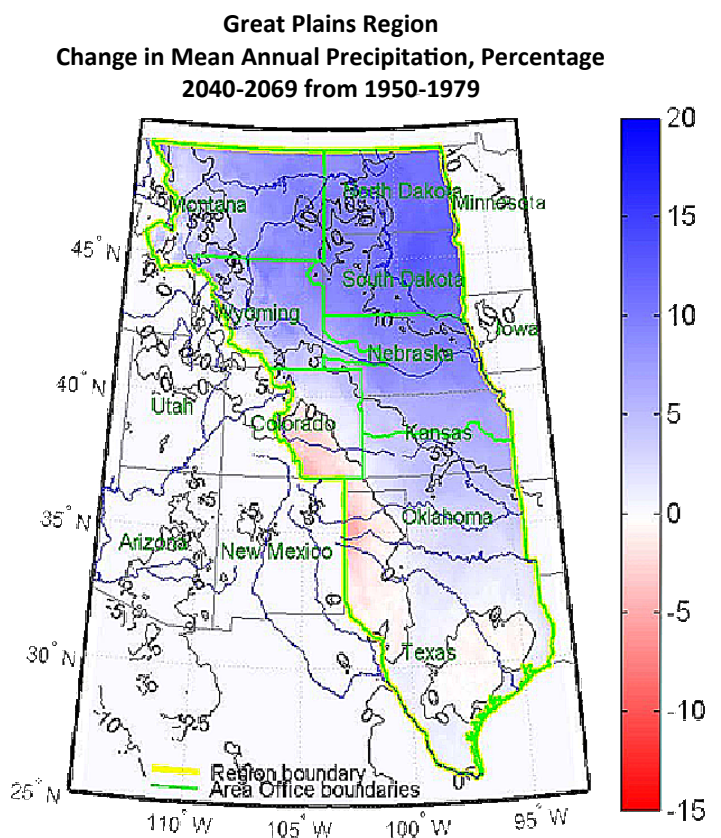 Great Plains Region
Change in Mean Annual Precipitation, Percentage
2040-2069 from 1950-1979
20
15
10
5
0
-5
-10
-15
North Dakota
Montana
Minnesota
45° N
South Dakota
Wyoming
Iowa
Nebraska
40° N
Utah
Colorado
Kansas
35° N
Oklahoma
Arizona
New Mexico
30° N
Texas
25° N
Region boundary
Area Office boundaries
110° W
105° W
100° W
95° W